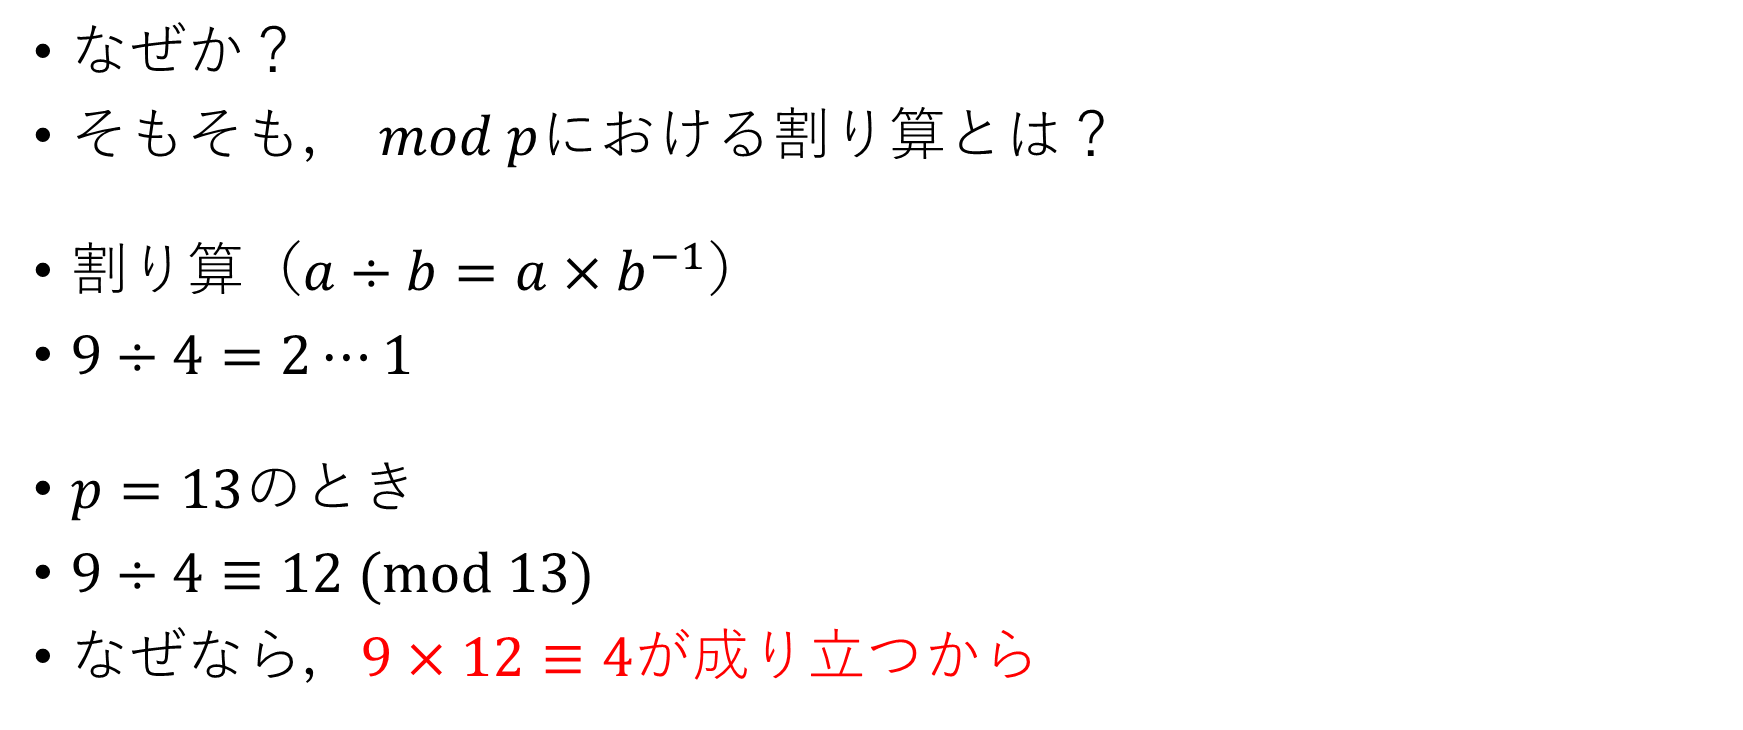 • なぜか？
• そもそも， mod pにおける割り算とは？
• 割り算（a ÷ b = a × b⁻¹）
• 9 ÷ 4 = 2 ⋯ 1
• p = 13のとき
• 9 ÷ 4 ≡ 12 (mod 13)
• なぜなら，9 × 12 ≡ 4が成り立つから